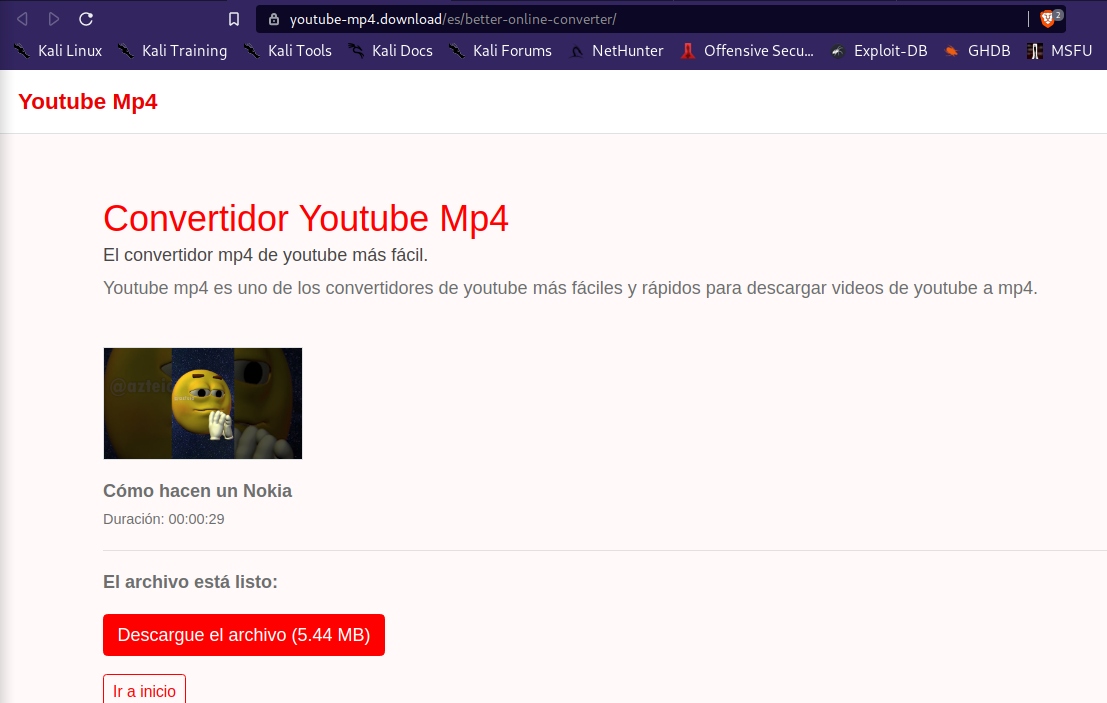 youtube-mp4.download/es/better-online-converter/
2
Kali Linux Kali Training Kali Tools Kali Docs Kali Forums NetHunter Offensive Secu... Exploit-DB GHDB MSFU
Youtube Mp4
Convertidor Youtube Mp4
El convertidor mp4 de youtube más fácil.
Youtube mp4 es uno de los convertidores de youtube más fáciles y rápidos para descargar videos de youtube a mp4.
Cómo hacen un Nokia
Duración: 00:00:29
El archivo está listo:
Descargue el archivo (5.44 MB)
Ir a inicio